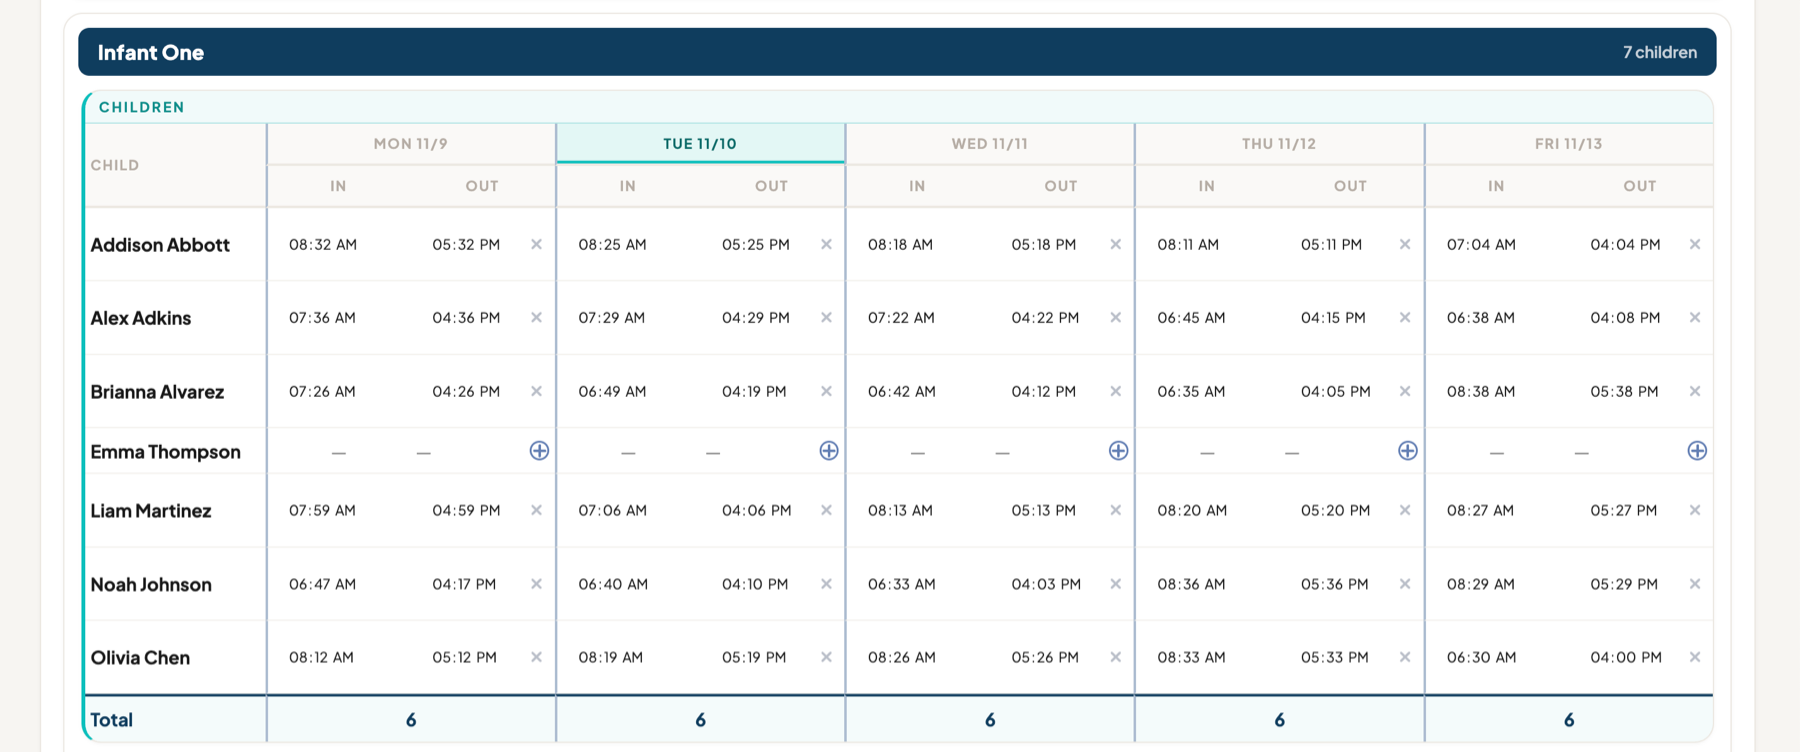 Infant One 7 children
CHILDREN
CHILD MON 11/9 TUE 11/10 WED 11/11 THU 11/12 FRI 11/13
IN OUT IN OUT IN OUT IN OUT IN OUT
Addison Abbott 08:32 AM 05:32 PM × 08:25 AM 05:25 PM × 08:18 AM 05:18 PM × 08:11 AM 05:11 PM × 07:04 AM 04:04 PM ×
Alex Adkins 07:36 AM 04:36 PM × 07:29 AM 04:29 PM × 07:22 AM 04:22 PM × 06:45 AM 04:15 PM × 06:38 AM 04:08 PM ×
Brianna Alvarez 07:26 AM 04:26 PM × 06:49 AM 04:19 PM × 06:42 AM 04:12 PM × 06:35 AM 04:05 PM × 08:38 AM 05:38 PM ×
Emma Thompson — — — — — — — — — —
Liam Martinez 07:59 AM 04:59 PM × 07:06 AM 04:06 PM × 08:13 AM 05:13 PM × 08:20 AM 05:20 PM × 08:27 AM 05:27 PM ×
Noah Johnson 06:47 AM 04:17 PM × 06:40 AM 04:10 PM × 06:33 AM 04:03 PM × 08:36 AM 05:36 PM × 08:29 AM 05:29 PM ×
Olivia Chen 08:12 AM 05:12 PM × 08:19 AM 05:19 PM × 08:26 AM 05:26 PM × 08:33 AM 05:33 PM × 06:30 AM 04:00 PM ×
Total 6 6 6 6 6